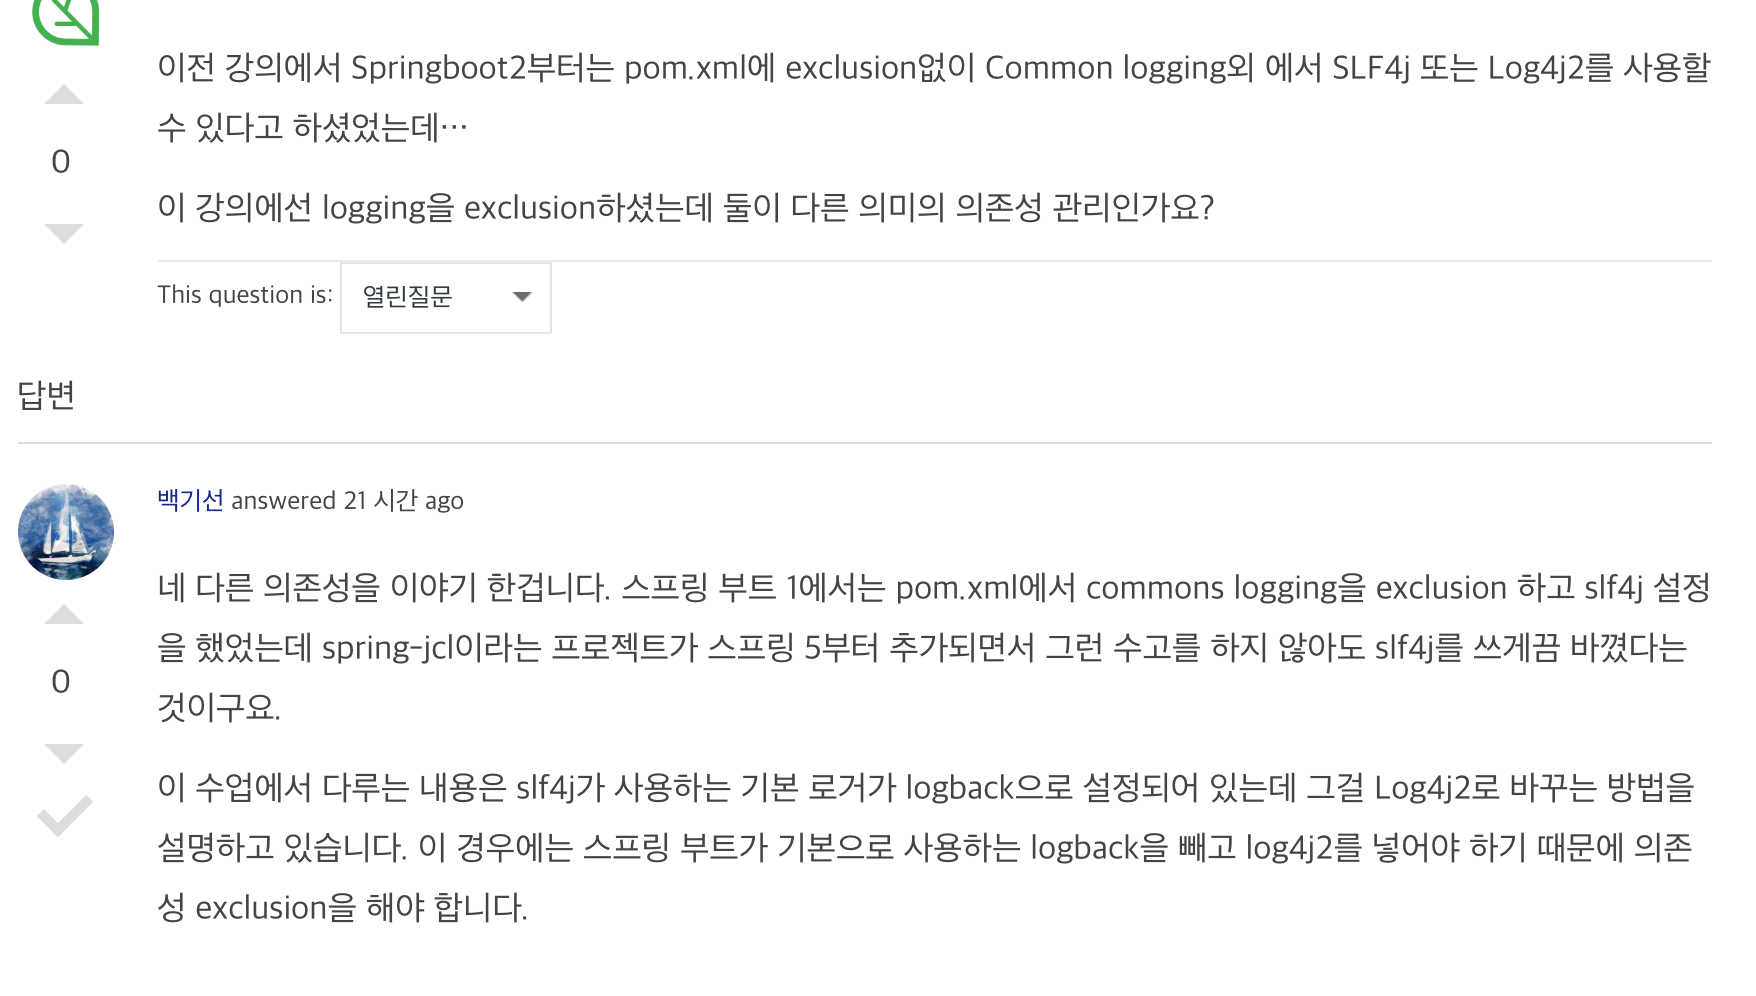 이전 강의에서 Springboot2부터는 pom.xml에 exclusion없이 Common logging외 에서 SLF4j 또는 Log4j2를 사용할
수 있다고 하셨었는데…
0
이 강의에선 logging을 exclusion하셨는데 둘이 다른 의미의 의존성 관리인가요?
This question is: 열린질문
답변
백기선 answered 21 시간 ago
네 다른 의존성을 이야기 한겁니다. 스프링 부트 1에서는 pom.xml에서 commons logging을 exclusion 하고 slf4j 설정
을 했었는데 spring-jcl이라는 프로젝트가 스프링 5부터 추가되면서 그런 수고를 하지 않아도 slf4j를 쓰게끔 바꼈다는
0
것이구요.
이 수업에서 다루는 내용은 slf4j가 사용하는 기본 로거가 logback으로 설정되어 있는데 그걸 Log4j2로 바꾸는 방법을
설명하고 있습니다. 이 경우에는 스프링 부트가 기본으로 사용하는 logback을 빼고 log4j2를 넣어야 하기 때문에 의존
성 exclusion을 해야 합니다.